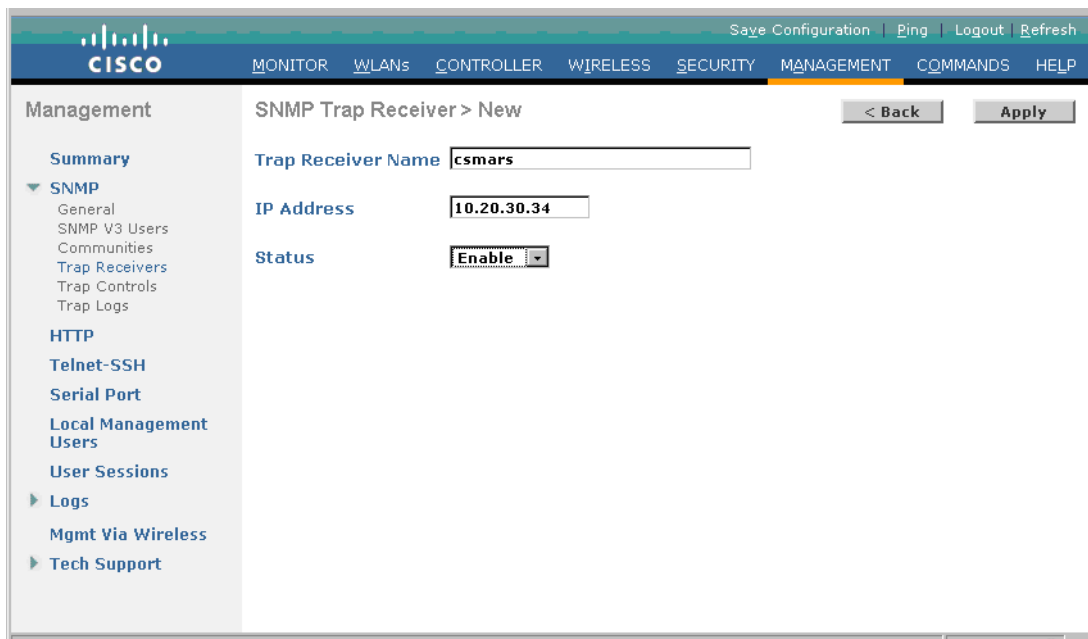 Save Configuration | Ping | Logout | Refresh
CISCO
MONITOR WLANs CONTROLLER WIRELESS SECURITY MANAGEMENT COMMANDS HELP
Management
SNMP Trap Receiver > New
< Back
Apply
Summary
SNMP
General
SNMP V3 Users
Communities
Trap Receivers
Trap Controls
Trap Logs
HTTP
Telnet-SSH
Serial Port
Local Management
Users
User Sessions
Logs
Mgmt Via Wireless
Tech Support
Trap Receiver Name csmars
IP Address 10.20.30.34
Status Enable